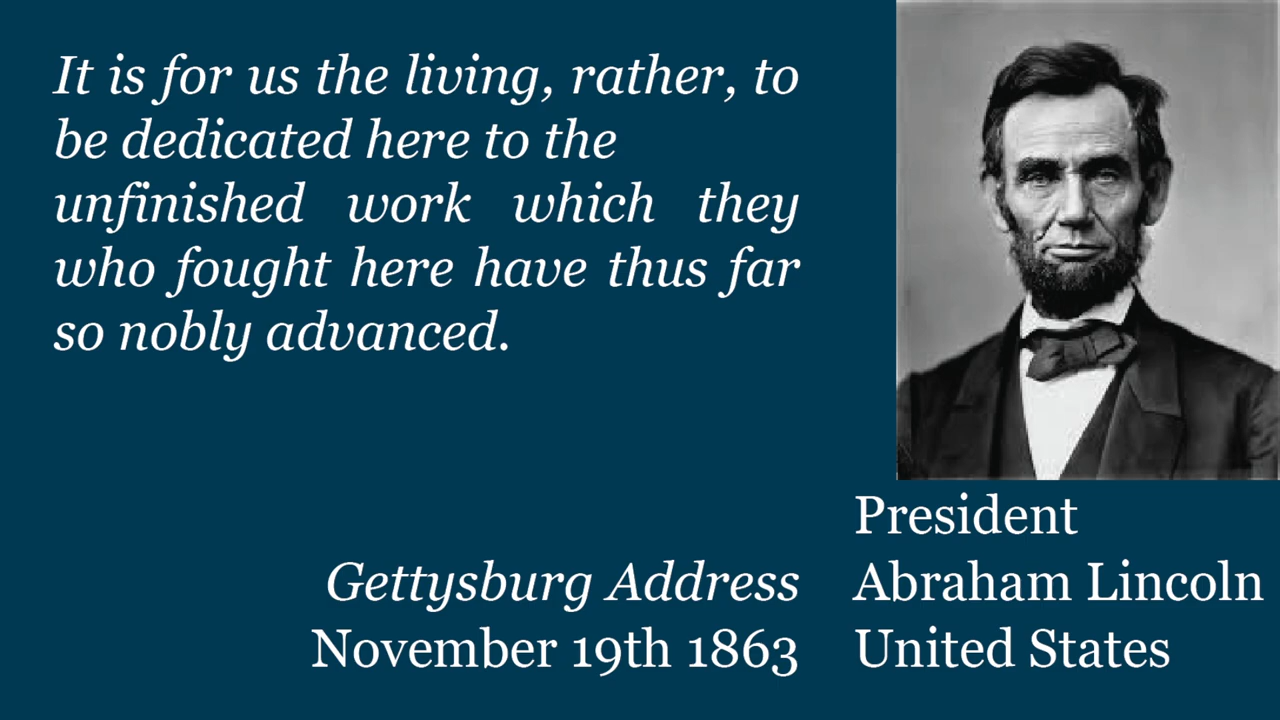 It is for us the living, rather, to
be dedicated here to the
unfinished work which they
who fought here have thus far
so nobly advanced.
Gettysburg Address
November 19th 1863
President
Abraham Lincoln
United States